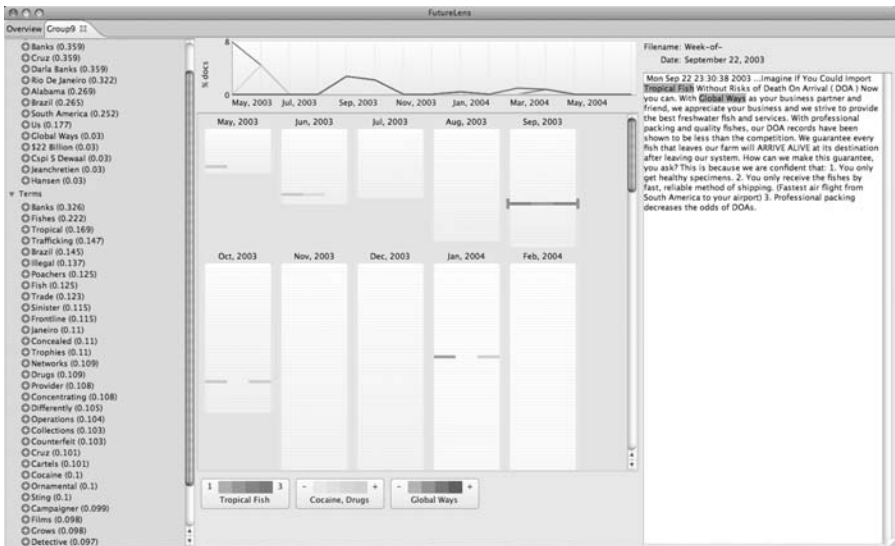 FutureLens
Overview Group9
Banks (0.359)
Cruz (0.359)
Darla Banks (0.359)
Rio De Janeiro (0.322)
Alabama (0.269)
Brazil (0.265)
South America (0.252)
Us (0.177)
Global Ways (0.03)
$22 Billion (0.03)
Cspi S Dewaal (0.03)
Jeanchretien (0.03)
Hansen (0.03)
Terms
Banks (0.326)
Fishes (0.222)
Tropical (0.169)
Trafficking (0.147)
Brazil (0.145)
Illegal (0.137)
Poachers (0.125)
Fish (0.125)
Trade (0.123)
Sinister (0.115)
Frontline (0.115)
Janeiro (0.11)
Concealed (0.11)
Trophies (0.11)
Networks (0.109)
Drugs (0.109)
Provider (0.108)
Concentrating (0.108)
Differently (0.105)
Operations (0.104)
Collections (0.103)
Counterfeit (0.103)
Cruz (0.101)
Cartels (0.101)
Cocaine (0.1)
Ornamental (0.1)
Sting (0.1)
Campaigner (0.099)
Films (0.098)
Grows (0.098)
Detective (0.097)
8
% docs
0
May, 2003 Jul, 2003 Sep, 2003 Nov, 2003 Jan, 2004 Mar, 2004 May, 2004
May, 2003 Jun, 2003 Jul, 2003 Aug, 2003 Sep, 2003
Oct, 2003 Nov, 2003 Dec, 2003 Jan, 2004 Feb, 2004
1 3 - + - +
Tropical Fish Cocaine, Drugs Global Ways
Filename: Week-of-
Date: September 22, 2003
Mon Sep 22 23:30:38 2003 ...Imagine If You Could Import
Tropical Fish Without Risks of Death On Arrival ( DOA ) Now
you can. With Global Ways as your business partner and
friend, we appreciate your business and we strive to provide
the best freshwater fish and services. With professional
packing and quality fishes, our DOA records have been
shown to be less than the competition. We guarantee every
fish that leaves our farm will ARRIVE ALIVE at its destination
after leaving our system. How can we make this guarantee,
you ask? This is because we are confident that: 1. You only
get healthy specimens. 2. You only receive the fishes by
fast, reliable method of shipping. (Fastest air flight from
South America to your airport) 3. Professional packing
decreases the odds of DOAs.